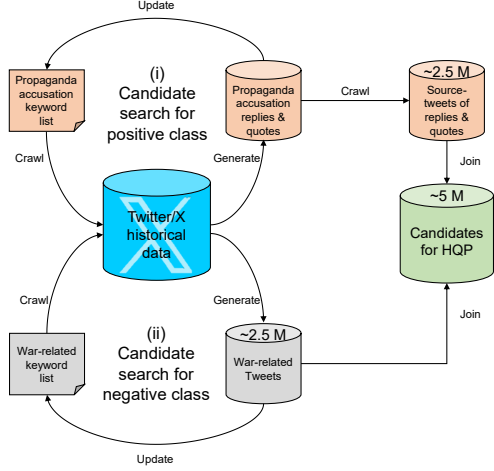 Update
Propaganda
accusation
keyword
list
(i)
Candidate
search for
positive class
Propaganda
accusation
replies &
quotes
Crawl
~2.5 M
Source-
tweets of
replies &
quotes
Crawl
Generate
Join
Twitter/X
historical
data
~5 M
Candidates
for HQP
Crawl
Generate
Join
War-related
keyword
list
(ii)
Candidate
search for
negative class
~2.5 M
War-related
Tweets
Update